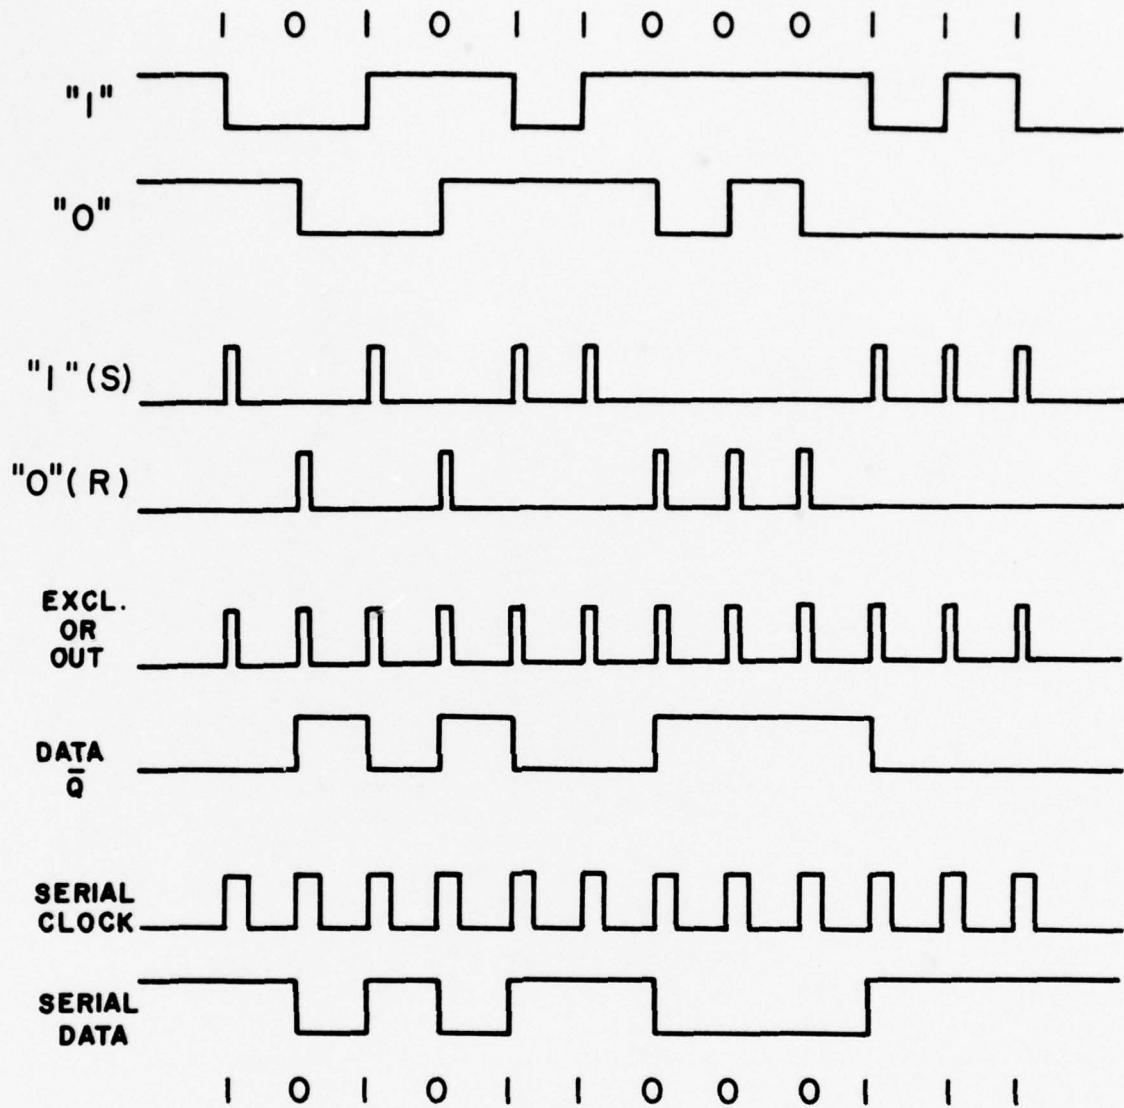 1 0 1 0 1 1 0 0 0 1 1 1
"1"
"0"
"1"(S)
"0"(R)
EXCL.
OR
OUT
DATA
Q̅
SERIAL
CLOCK
SERIAL
DATA
1 0 1 0 1 1 0 0 0 1 1 1